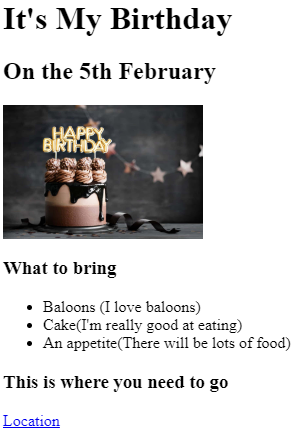 It's My Birthday
On the 5th February
HAPPY
BIRTHDAY
What to bring
Baloons (I love baloons)
Cake(I'm really good at eating)
An appetite(There will be lots of food)
This is where you need to go
Location